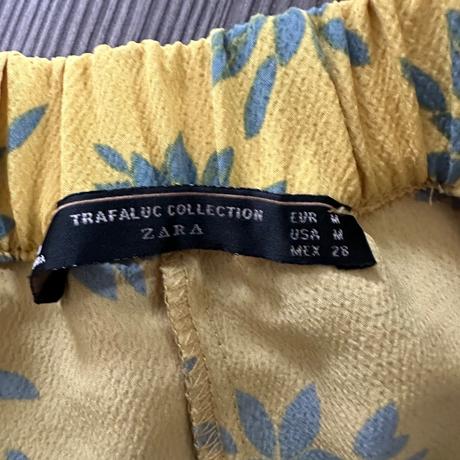 TRAFALUC COLLECTION
ZARA
EUR M
USA M
MEX 28